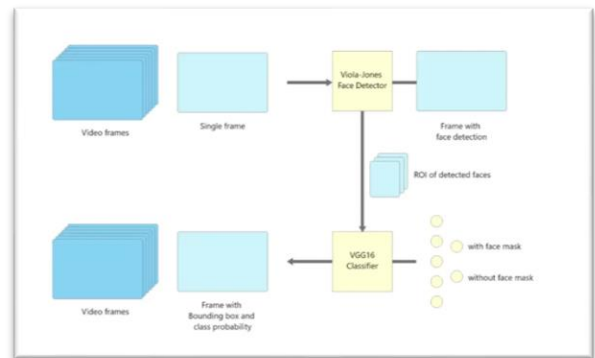 Viola-Jones
Face Detector
Video frames
Single frame
Frame with
face detection
ROI of detected faces
VGG16
Classifier
with face mask
without face mask
Video frames
Frame with
Bounding box and
class probability